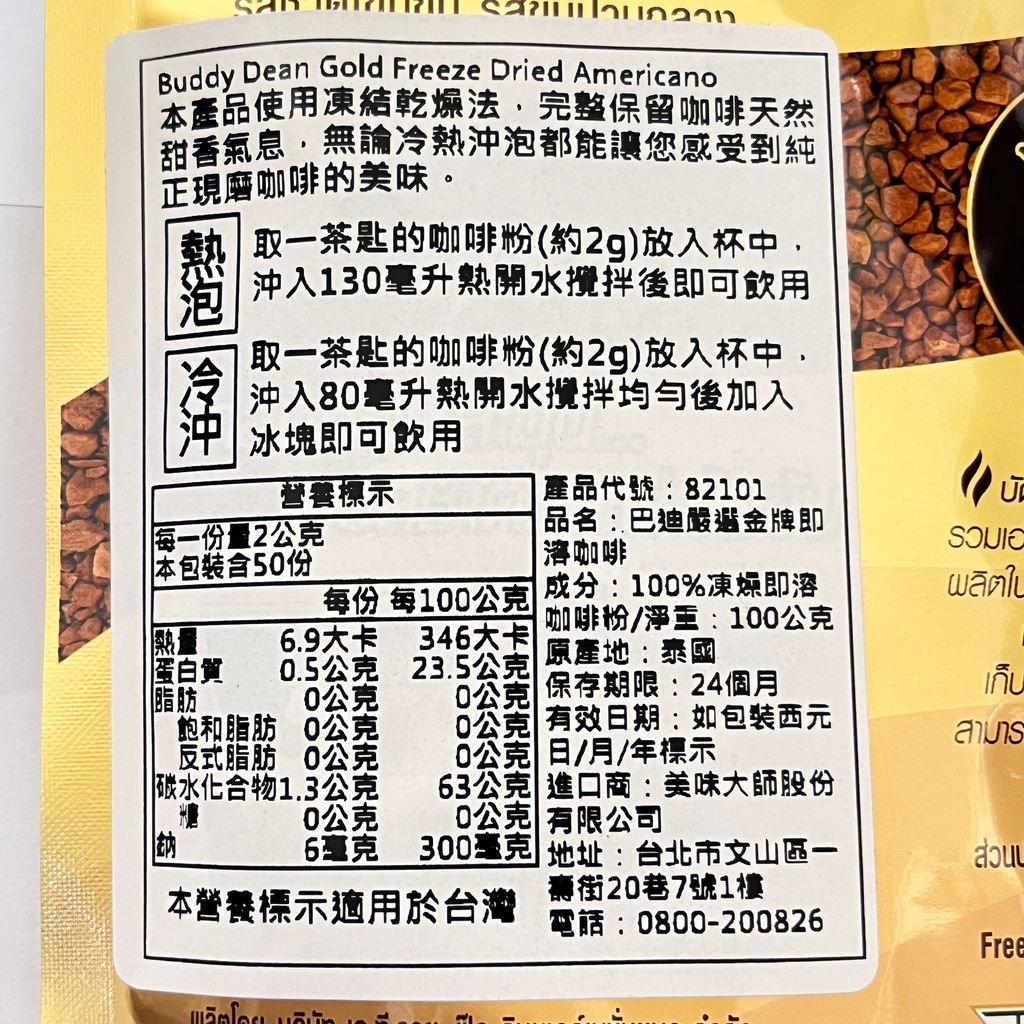 Buddy Dean Gold Freeze Dried Americano
本產品使用凍結乾燥法，完整保留咖啡天然
甜香氣息，無論冷熱沖泡都能讓您感受到純
正現磨咖啡的美味。
熱泡
取一茶匙的咖啡粉(約2g)放入杯中，
沖入130毫升熱開水攪拌後即可飲用
冷沖
取一茶匙的咖啡粉(約2g)放入杯中，
沖入80毫升熱開水攪拌均勻後加入
冰塊即可飲用
營養標示
每一份量2公克
本包裝含50份
每份 每100公克
熱量 6.9大卡 346大卡
蛋白質 0.5公克 23.5公克
脂肪 0公克 0公克
飽和脂肪 0公克 0公克
反式脂肪 0公克 0公克
碳水化合物1.3公克 63公克
糖 0公克 0公克
鈉 6毫克 300毫克
本營養標示適用於台灣
產品代號：82101
品名：巴迪嚴選金牌即
溶咖啡
成分：100%凍燥即溶
咖啡粉/淨重：100公克
原產地：泰國
保存期限：24個月
有效日期：如包裝西元
日/月/年標示
進口商：美味大師股份
有限公司
地址：台北市文山區一
壽街20巷7號1樓
電話：0800-200826
Free